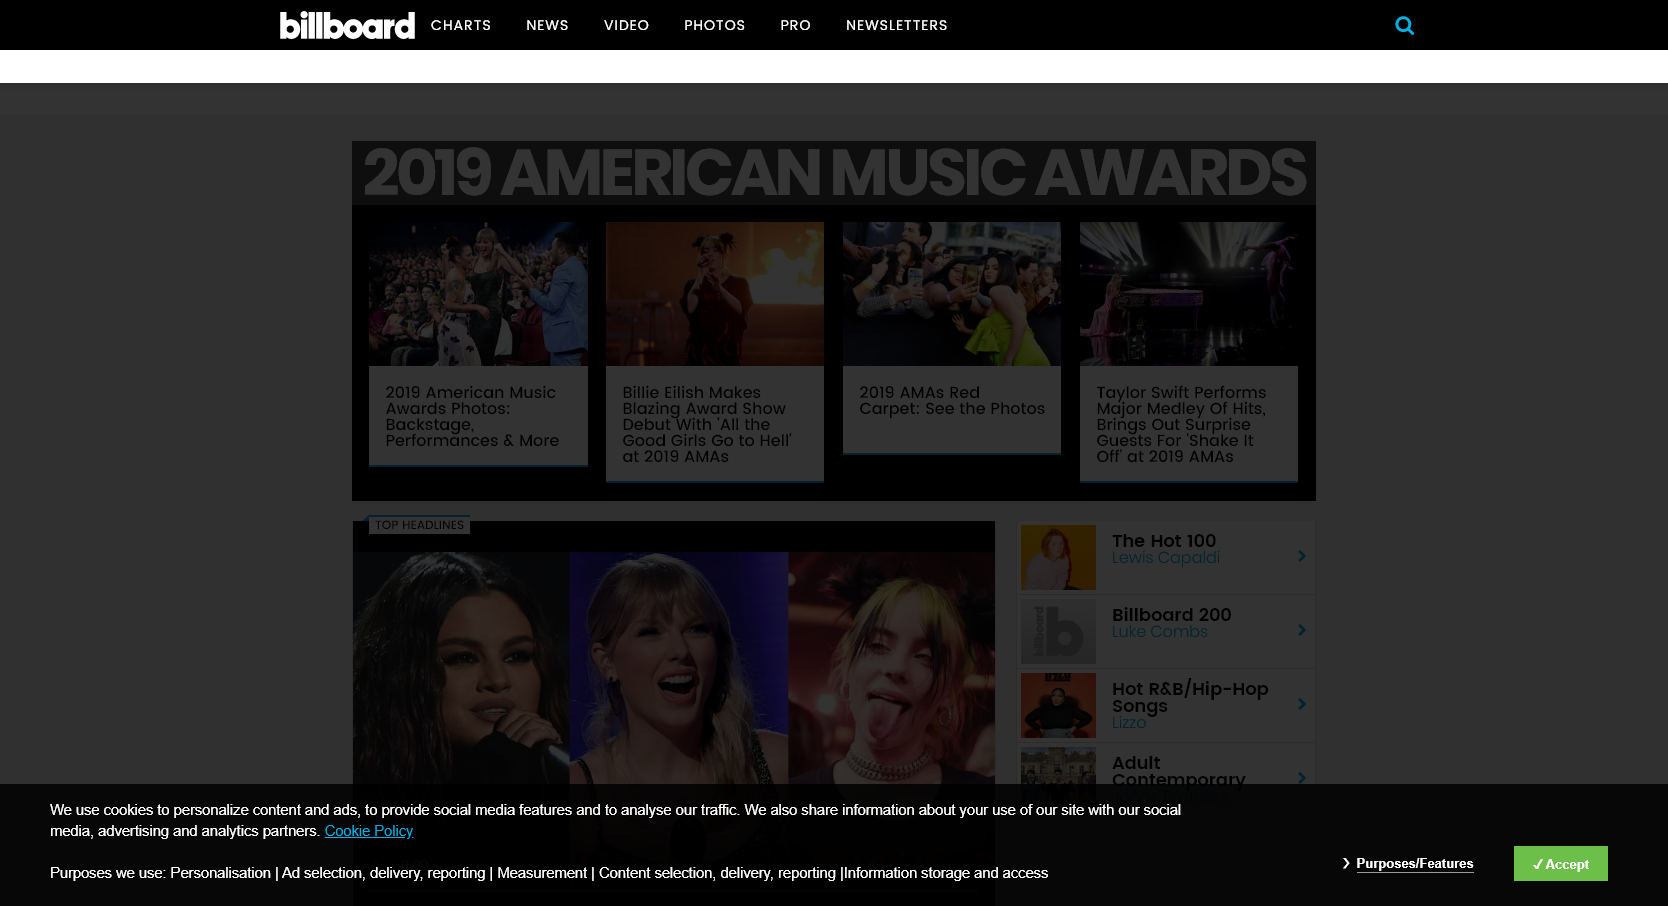 billboard CHARTS NEWS VIDEO PHOTOS PRO NEWSLETTERS
2019 AMERICAN MUSIC AWARDS
2019 American Music
Awards Photos:
Backstage,
Performances & More
Billie Eilish Makes
Blazing Award Show
Debut With 'All the
Good Girls Go to Hell'
at 2019 AMAs
2019 AMAs Red
Carpet: See the Photos
Taylor Swift Performs
Major Medley Of Hits,
Brings Out Surprise
Guests For 'Shake It
Off' at 2019 AMAs
TOP HEADLINES
The Hot 100
Lewis Capaldi
billboard b
Billboard 200
Luke Combs
Hot R&B/Hip-Hop
Songs
Lizzo
Adult
Contemporary
We use cookies to personalize content and ads, to provide social media features and to analyse our traffic. We also share information about your use of our site with our social
media, advertising and analytics partners. Cookie Policy
Purposes we use: Personalisation | Ad selection, delivery, reporting | Measurement | Content selection, delivery, reporting |Information storage and access
❯ Purposes/Features
✓Accept